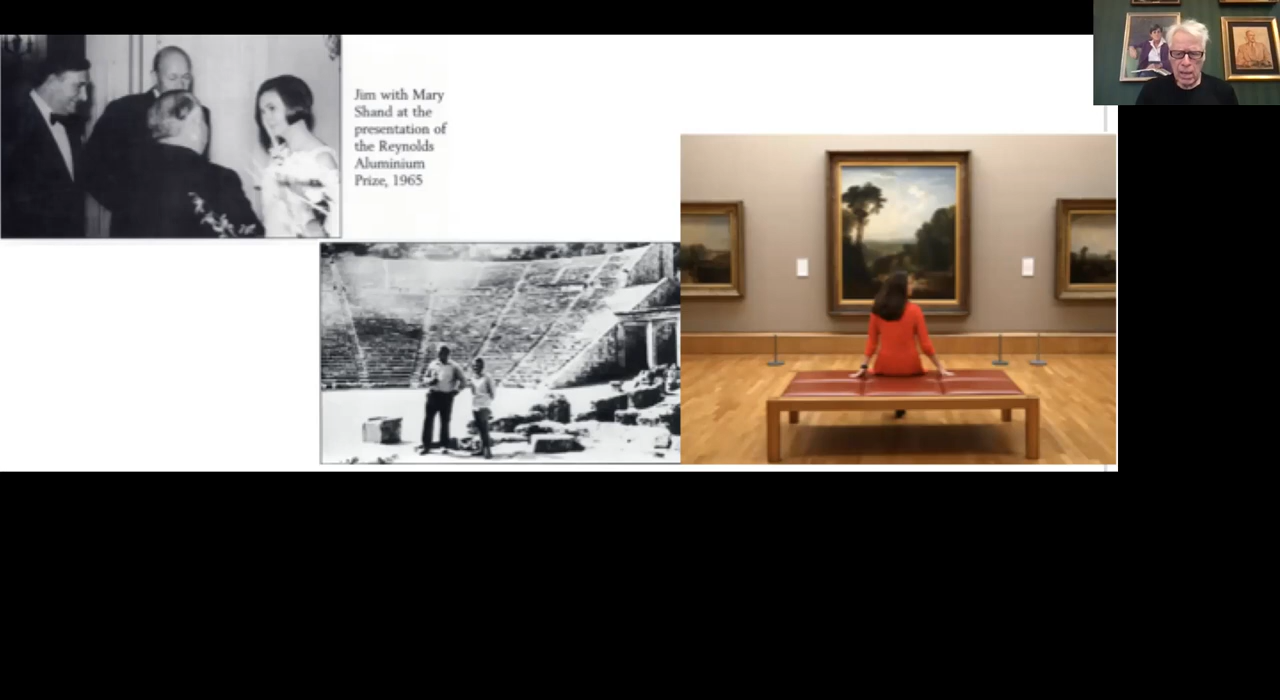 Jim with Mary
Shand at the
presentation of
the Reynolds
Aluminium
Prize, 1965